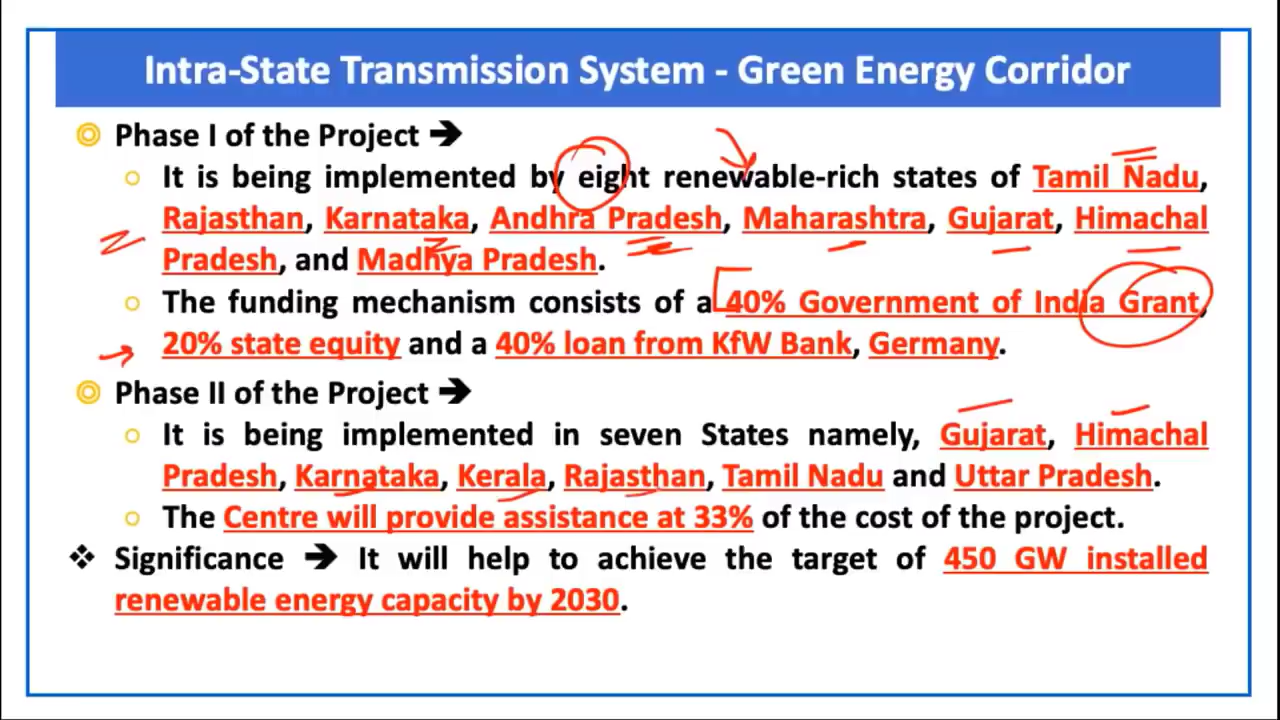 Intra-State Transmission System - Green Energy Corridor
Phase I of the Project ➔
It is being implemented by eight renewable-rich states of Tamil Nadu,
Rajasthan, Karnataka, Andhra Pradesh, Maharashtra, Gujarat, Himachal
Pradesh, and Madhya Pradesh.
The funding mechanism consists of a 40% Government of India Grant,
20% state equity and a 40% loan from KfW Bank, Germany.
Phase II of the Project ➔
It is being implemented in seven States namely, Gujarat, Himachal
Pradesh, Karnataka, Kerala, Rajasthan, Tamil Nadu and Uttar Pradesh.
The Centre will provide assistance at 33% of the cost of the project.
Significance ➔ It will help to achieve the target of 450 GW installed
renewable energy capacity by 2030.